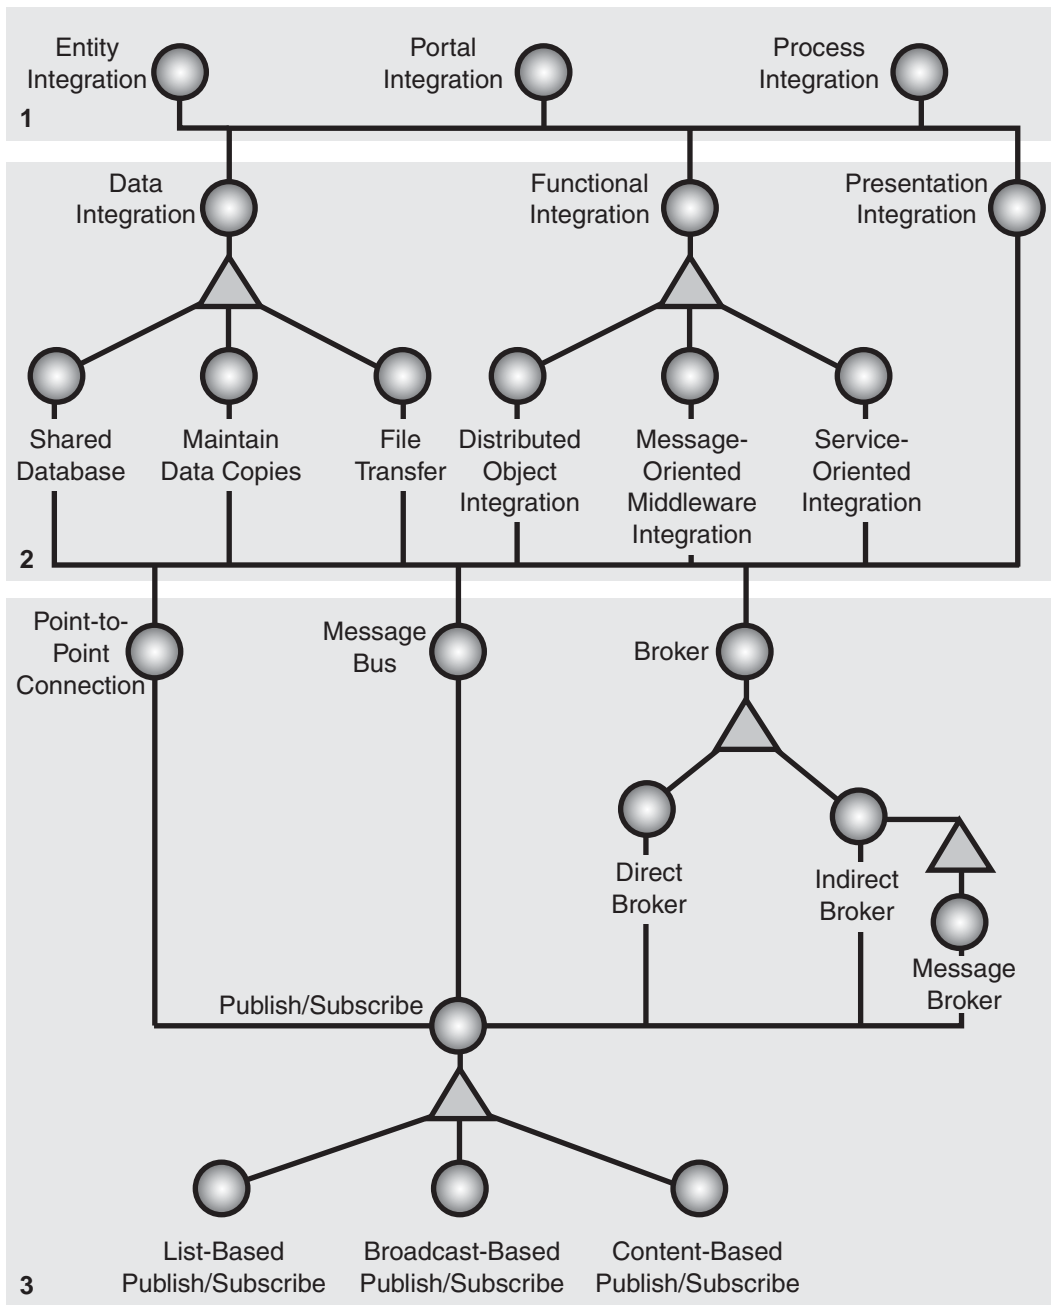 Entity
Integration
Portal
Integration
Process
Integration
1
Data
Integration
Functional
Integration
Presentation
Integration
Shared
Database
Maintain
Data Copies
File
Transfer
Distributed
Object
Integration
Message-
Oriented
Middleware
Integration
Service-
Oriented
Integration
2
Point-to-
Point
Connection
Message
Bus
Broker
Direct
Broker
Indirect
Broker
Message
Broker
Publish/Subscribe
List-Based
Publish/Subscribe
Broadcast-Based
Publish/Subscribe
Content-Based
Publish/Subscribe
3